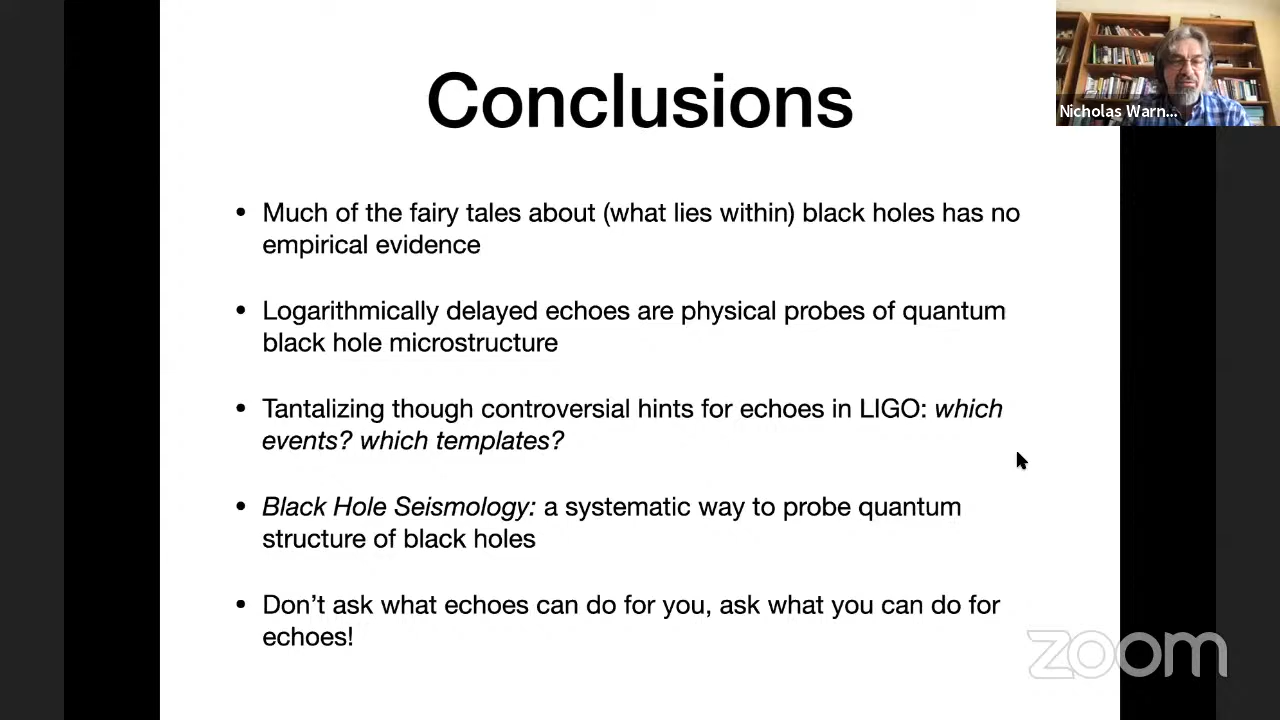 Conclusions
Nicholas Warn...
• Much of the fairy tales about (what lies within) black holes has no
empirical evidence
• Logarithmically delayed echoes are physical probes of quantum
black hole microstructure
• Tantalizing though controversial hints for echoes in LIGO: which
events? which templates?
• Black Hole Seismology: a systematic way to probe quantum
structure of black holes
• Don’t ask what echoes can do for you, ask what you can do for
echoes!
zoom